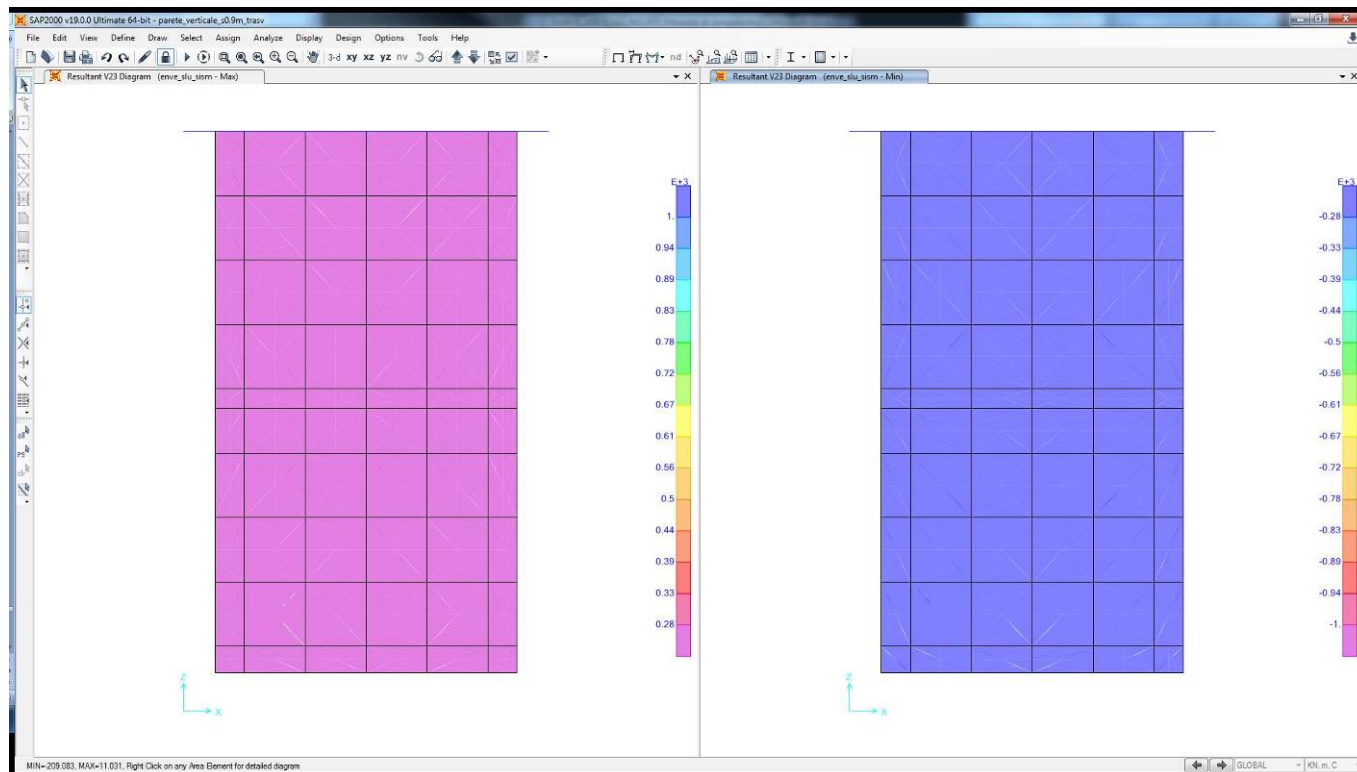 SAP2000 v19.0.0 Ultimate 64-bit - parete_verticale_s0.9m_trasv
File Edit View Define Draw Select Assign Analyze Display Design Options Tools Help
3-d xy xz yz nv
nd
Resultant V23 Diagram (enve_slu_sism - Max)
Resultant V23 Diagram (enve_slu_sism - Min)
E+3
1.
0.94
0.89
0.83
0.78
0.72
0.67
0.61
0.56
0.5
0.44
0.39
0.33
0.28
Z
X
E+3
-0.28
-0.33
-0.39
-0.44
-0.5
-0.56
-0.61
-0.67
-0.72
-0.78
-0.83
-0.89
-0.94
-1.
Z
X
MIN=-209.083, MAX=11.031, Right Click on any Area Element for detailed diagram
GLOBAL
KN, m, C